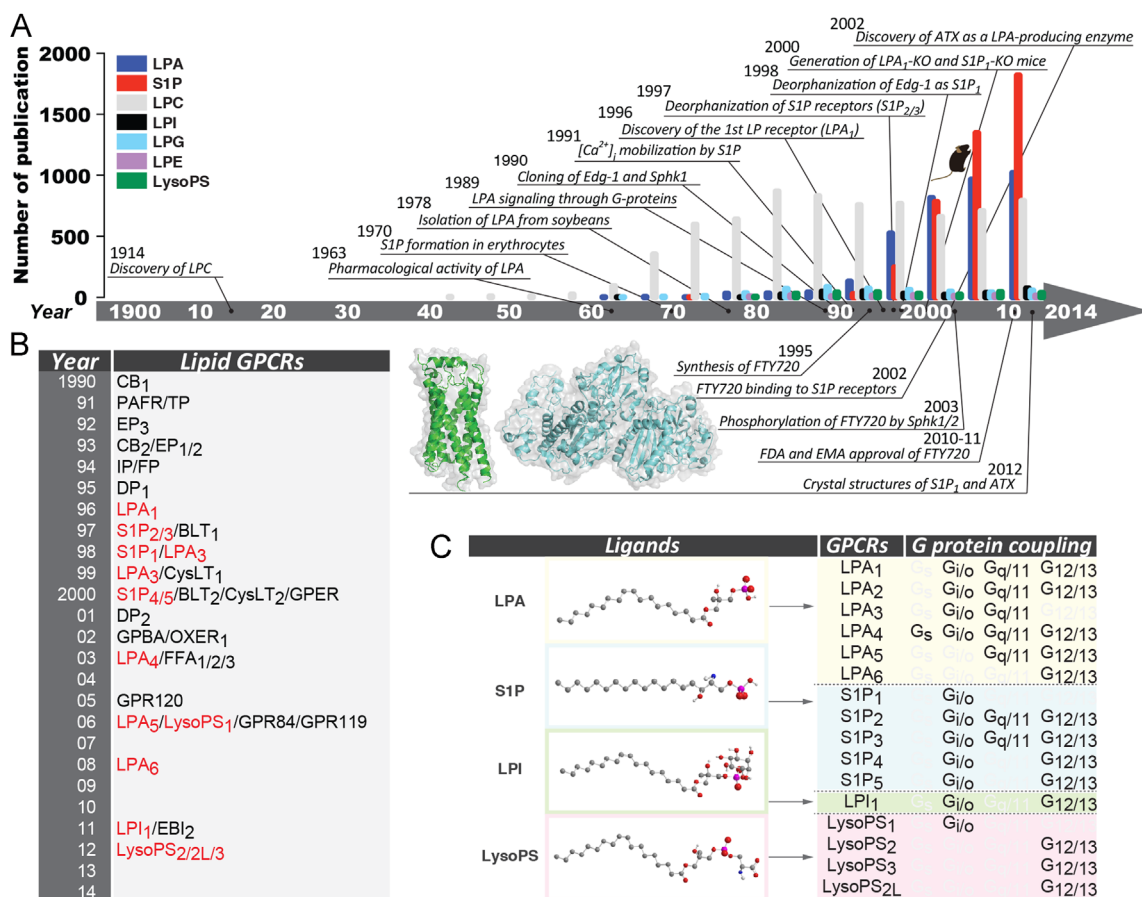 A
2002
Discovery of ATX as a LPA-producing enzyme
2000
Generation of LPA1-KO and S1P1-KO mice
1998
Deorphanization of Edg-1 as S1P1
1997
Deorphanization of S1P receptors (S1P2/3)
1996
Discovery of the 1st LP receptor (LPA1)
1991
[Ca2+]i mobilization by S1P
1990
Cloning of Edg-1 and Sphk1
1989
LPA signaling through G-proteins
1978
Isolation of LPA from soybeans
1970
S1P formation in erythrocytes
1963
Pharmacological activity of LPA
1914
Discovery of LPC
Number of publication
2000
1500
1000
500
0
LPA
S1P
LPC
LPI
LPG
LPE
LysoPS
Year 1900 10 20 30 40 50 60 70 80 90 2000 10 2014
1995
Synthesis of FTY720
2002
FTY720 binding to S1P receptors
2003
Phosphorylation of FTY720 by Sphk1/2
2010-11
FDA and EMA approval of FTY720
2012
Crystal structures of S1P1 and ATX
B
Year Lipid GPCRs
1990 CB1
91 PAFR/TP
92 EP3
93 CB2/EP1/2
94 IP/FP
95 DP1
96 LPA1
97 S1P2/3/BLT1
98 S1P1/LPA3
99 LPA3/CysLT1
2000 S1P4/5/BLT2/CysLT2/GPER
01 DP2
02 GPBA/OXER1
03 LPA4/FFA1/2/3
04
05 GPR120
06 LPA5/LysoPS1/GPR84/GPR119
07
08 LPA6
09
10
11 LPI1/EBI2
12 LysoPS2/2L/3
13
14
C
Ligands GPCRs G protein coupling
LPA
S1P
LPI
LysoPS
LPA1 Gs Gi/o Gq/11 G12/13
LPA2 Gs Gi/o Gq/11 G12/13
LPA3 Gs Gi/o Gq/11 G12/13
LPA4 Gs Gi/o Gq/11 G12/13
LPA5 Gs Gi/o Gq/11 G12/13
LPA6 Gs Gi/o Gq/11 G12/13
S1P1 Gi/o
S1P2 Gi/o Gq/11 G12/13
S1P3 Gi/o Gq/11 G12/13
S1P4 Gi/o G12/13
S1P5 Gi/o G12/13
LPI1 Gs Gi/o Gq/11 G12/13
LysoPS1 Gi/o
LysoPS2 G12/13
LysoPS3 G12/13
LysoPS2L G12/13